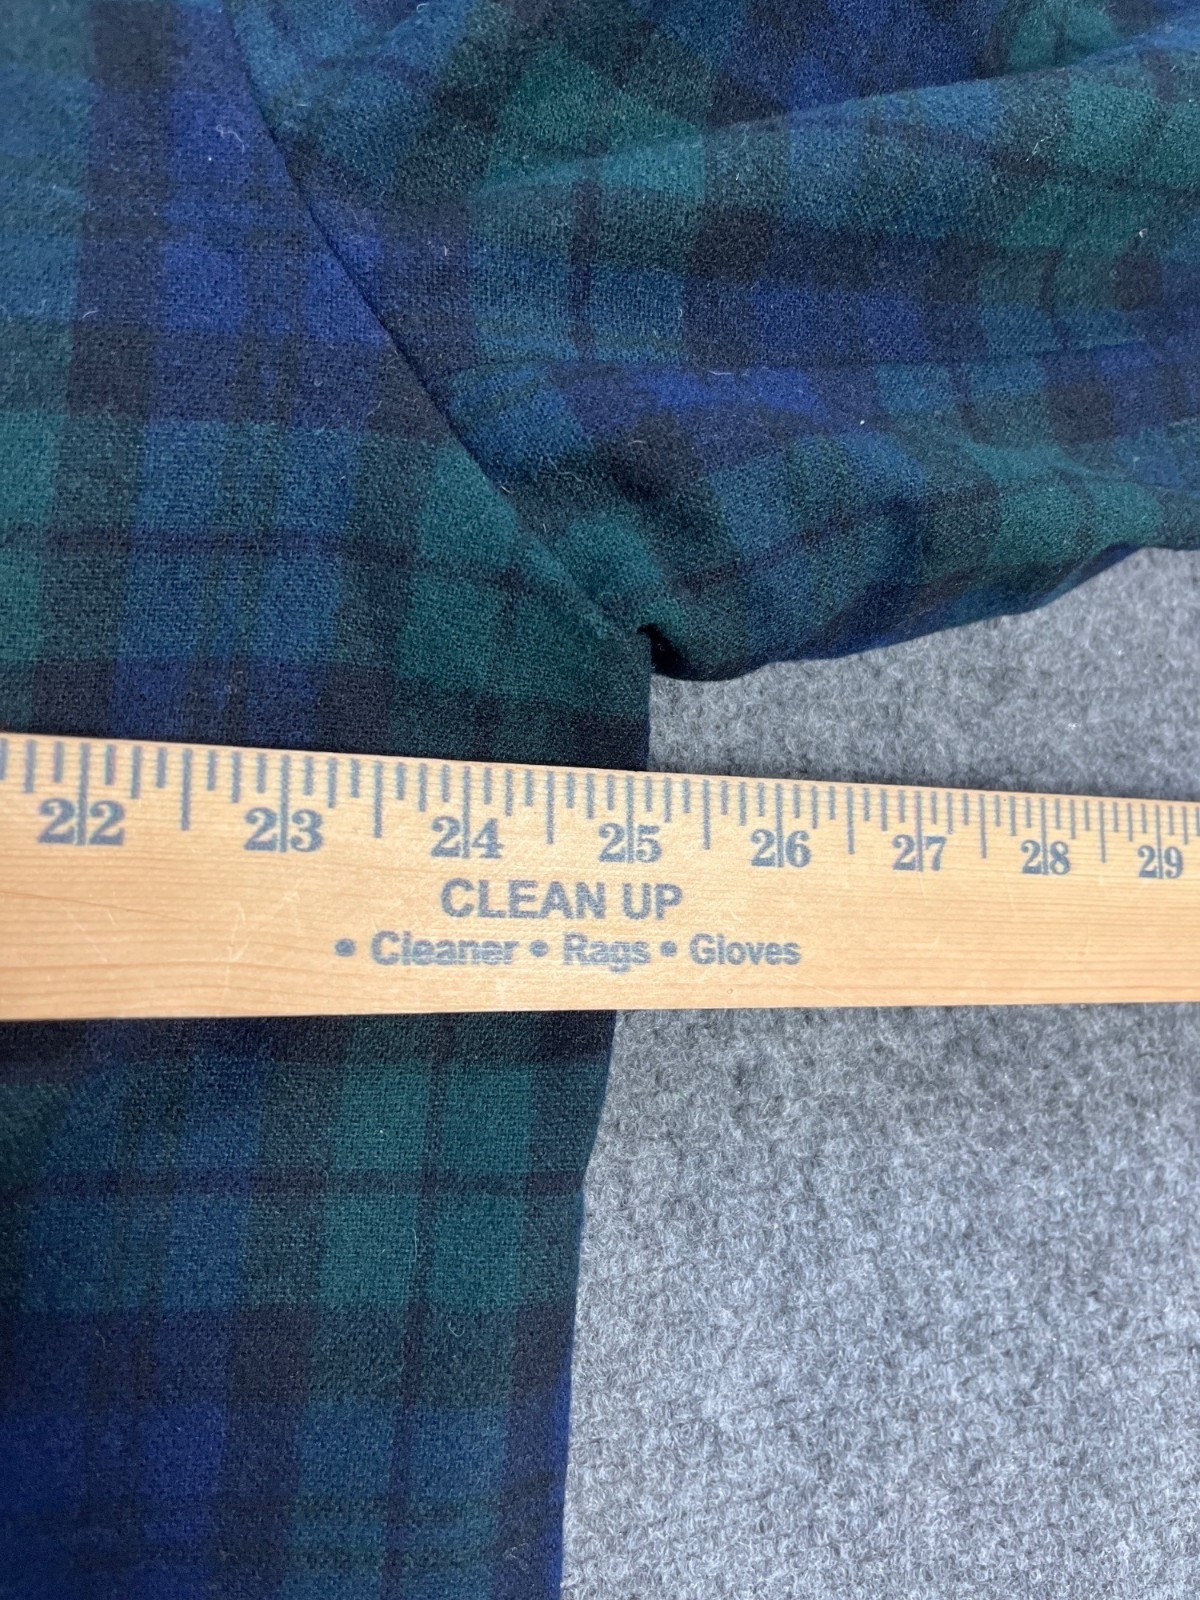 22 23 24 25 26 27 28 29
CLEAN UP
• Cleaner • Rags • Gloves